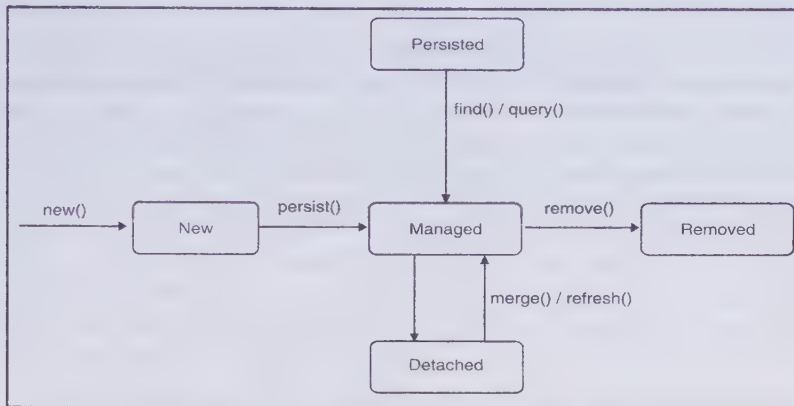 Persisted
find() / query()
new()
New
persist()
Managed
remove()
Removed
merge() / refresh()
Detached